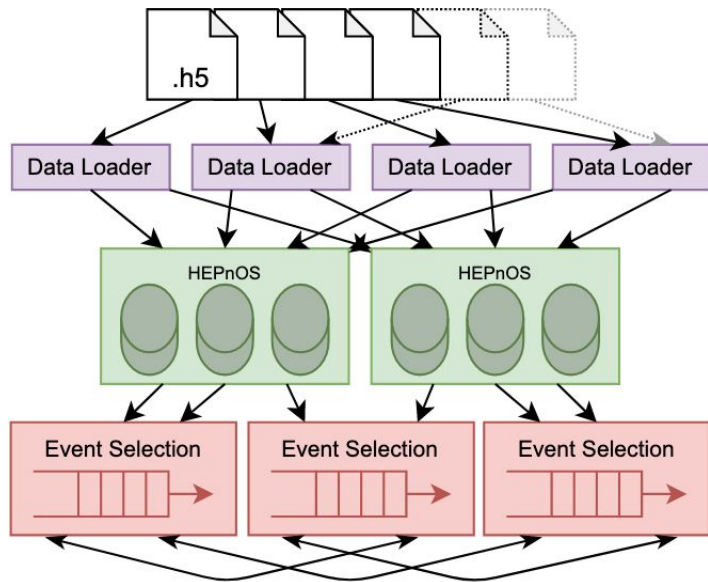 .h5
Data Loader
Data Loader
Data Loader
Data Loader
HEPnOS
HEPnOS
Event Selection
Event Selection
Event Selection